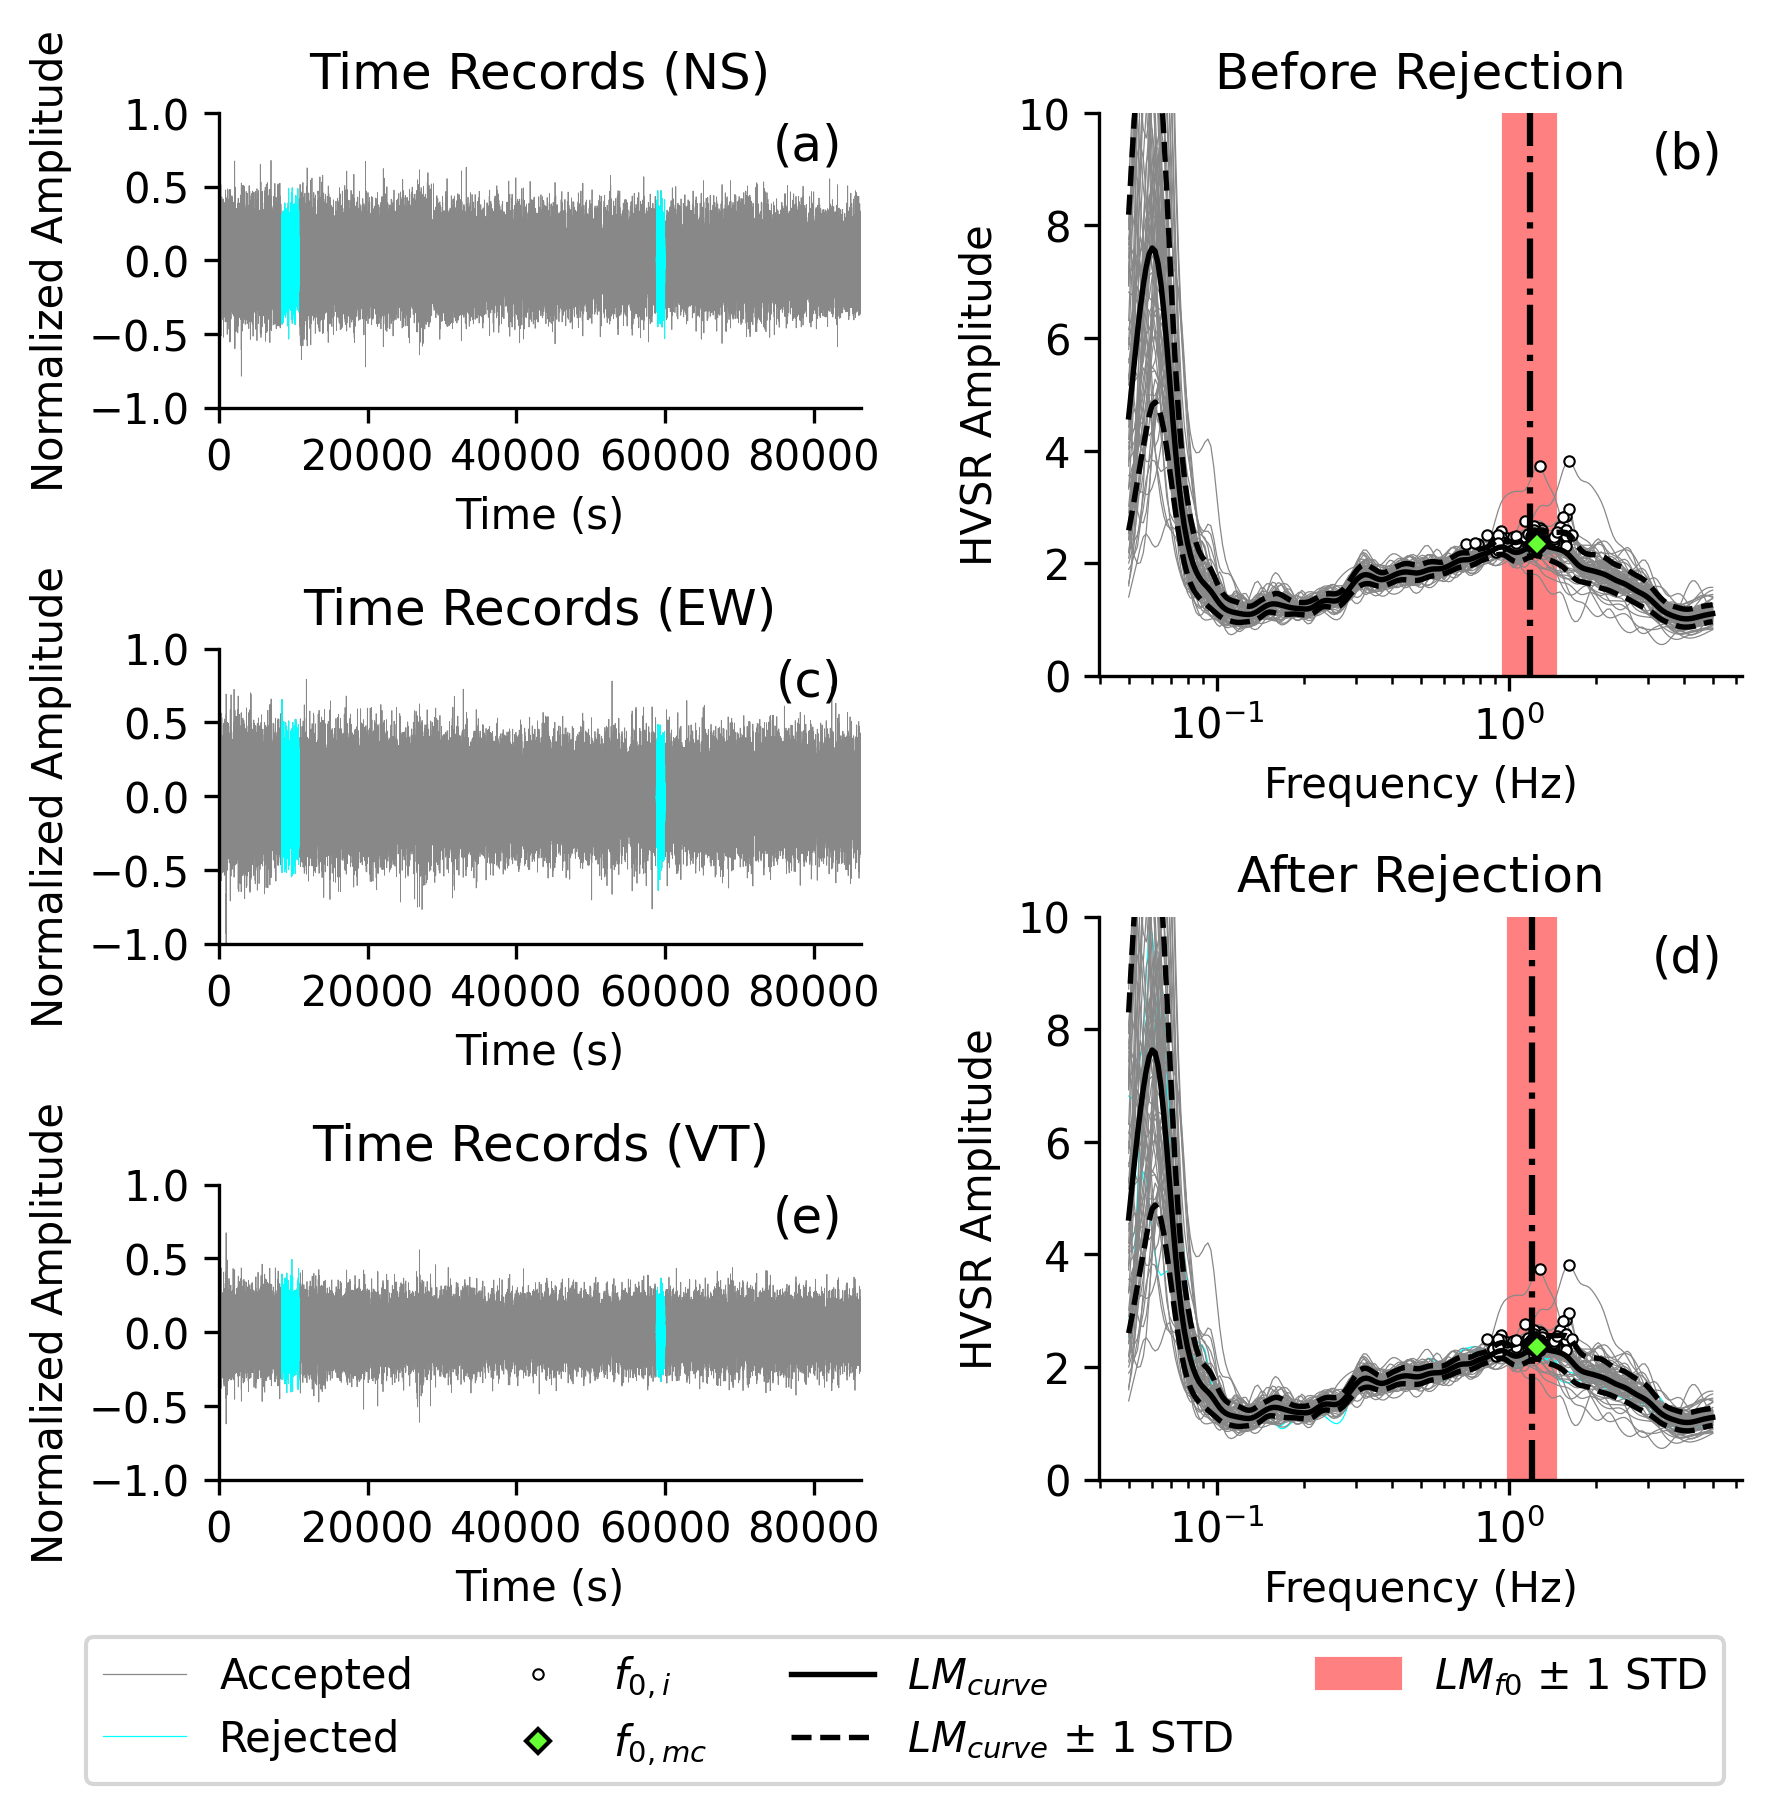 Time Records (NS)
Normalized Amplitude
1.0
0.5
0.0
−0.5
−1.0
(a)
0 20000 40000 60000 80000
Time (s)
Before Rejection
HVSR Amplitude
10
8
6
4
2
0
(b)
10⁻¹ 10⁰
Frequency (Hz)
Time Records (EW)
Normalized Amplitude
1.0
0.5
0.0
−0.5
−1.0
(c)
0 20000 40000 60000 80000
Time (s)
After Rejection
HVSR Amplitude
10
8
6
4
2
0
(d)
10⁻¹ 10⁰
Frequency (Hz)
Time Records (VT)
Normalized Amplitude
1.0
0.5
0.0
−0.5
−1.0
(e)
0 20000 40000 60000 80000
Time (s)
Accepted
Rejected
f0,i
f0,mc
LMcurve
LMcurve ± 1 STD
LMf0 ± 1 STD